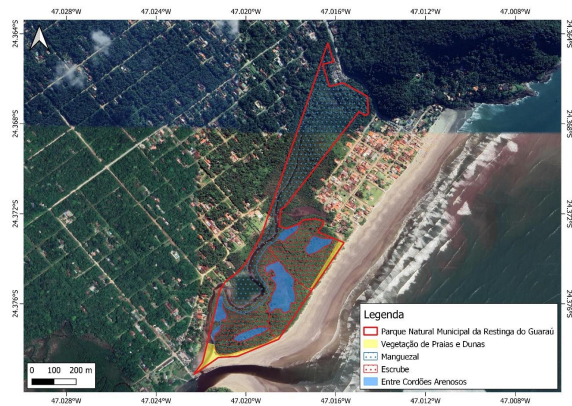 47.028°W 47.024°W 47.020°W 47.016°W 47.012°W 47.008°W
24.364°S 24.364°S
24.368°S 24.368°S
24.372°S 24.372°S
24.376°S 24.376°S
Legenda
Parque Natural Municipal da Restinga do Guaraú
Vegetação de Praias e Dunas
Manguezal
Escrube
Entre Cordões Arenosos
0 100 200 m
47.028°W 47.024°W 47.020°W 47.016°W 47.012°W 47.008°W